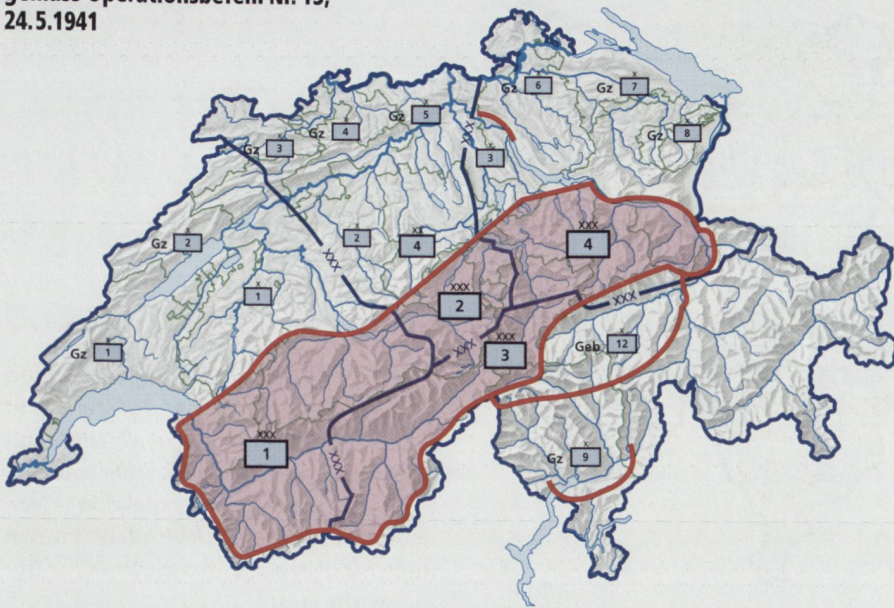 gemäss Operationsbefehl Nr. 13,
24.5.1941
x
Gz 6
x
Gz 7
x
Gz 5
x
Gz 4
x
Gz 8
x
Gz 3
XX
x
3
x
Gz 2
x
2
xx
4
XXX
4
XXX
x
1
XXX
2
XXX
x
Gz 1
XXX
XXX
3
x
Geb 12
XXX
1
XXX
x
Gz 9